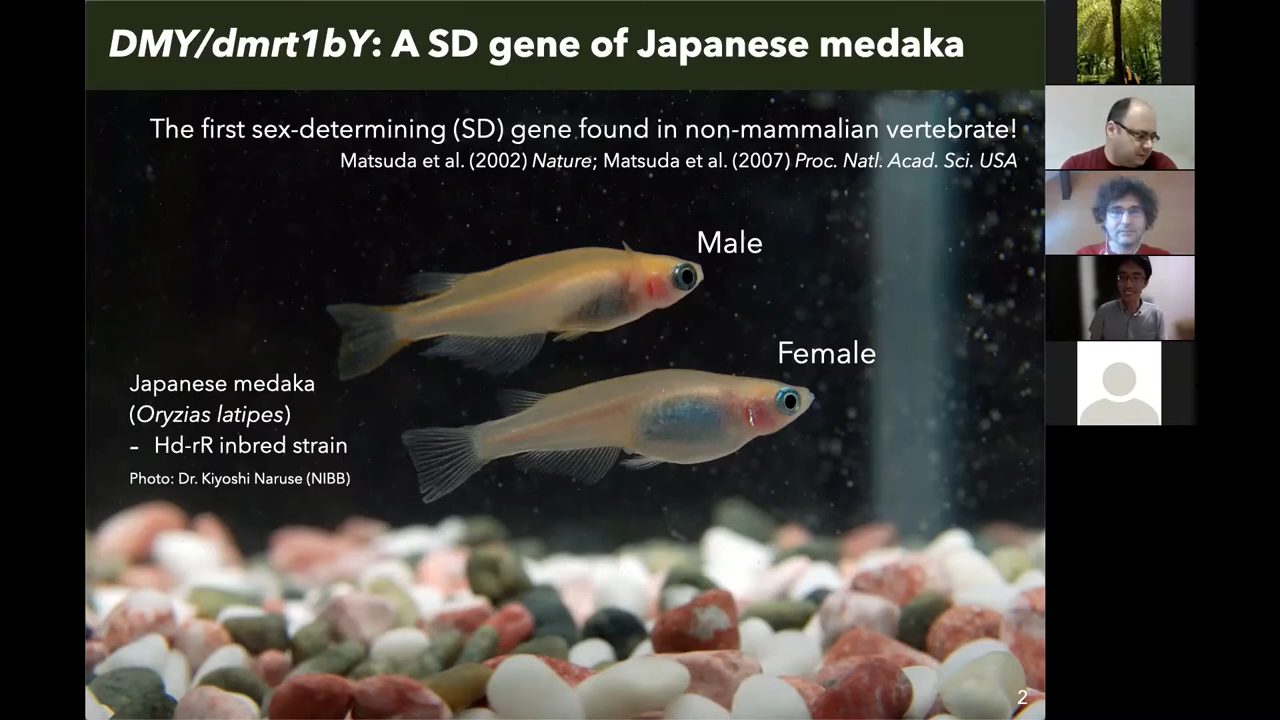 DMY/dmrt1bY: A SD gene of Japanese medaka
The first sex-determining (SD) gene found in non-mammalian vertebrate!
Matsuda et al. (2002) Nature; Matsuda et al. (2007) Proc. Natl. Acad. Sci. USA
Male
Female
Japanese medaka
(Oryzias latipes)
- Hd-rR inbred strain
Photo: Dr. Kiyoshi Naruse (NIBB)
2